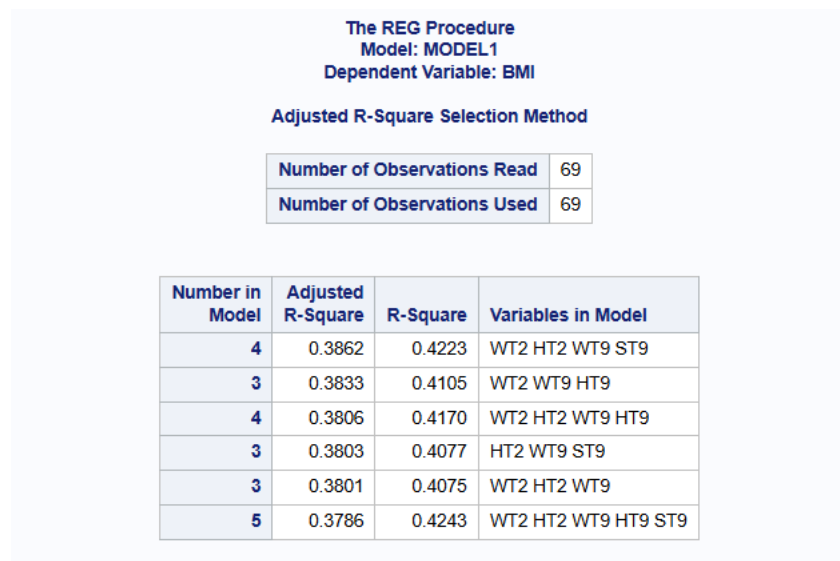 The REG Procedure
Model: MODEL1
Dependent Variable: BMI
Adjusted R-Square Selection Method
Number of Observations Read 69
Number of Observations Used 69
Number in Model Adjusted R-Square R-Square Variables in Model
4 0.3862 0.4223 WT2 HT2 WT9 ST9
3 0.3833 0.4105 WT2 WT9 HT9
4 0.3806 0.4170 WT2 HT2 WT9 HT9
3 0.3803 0.4077 HT2 WT9 ST9
3 0.3801 0.4075 WT2 HT2 WT9
5 0.3786 0.4243 WT2 HT2 WT9 HT9 ST9